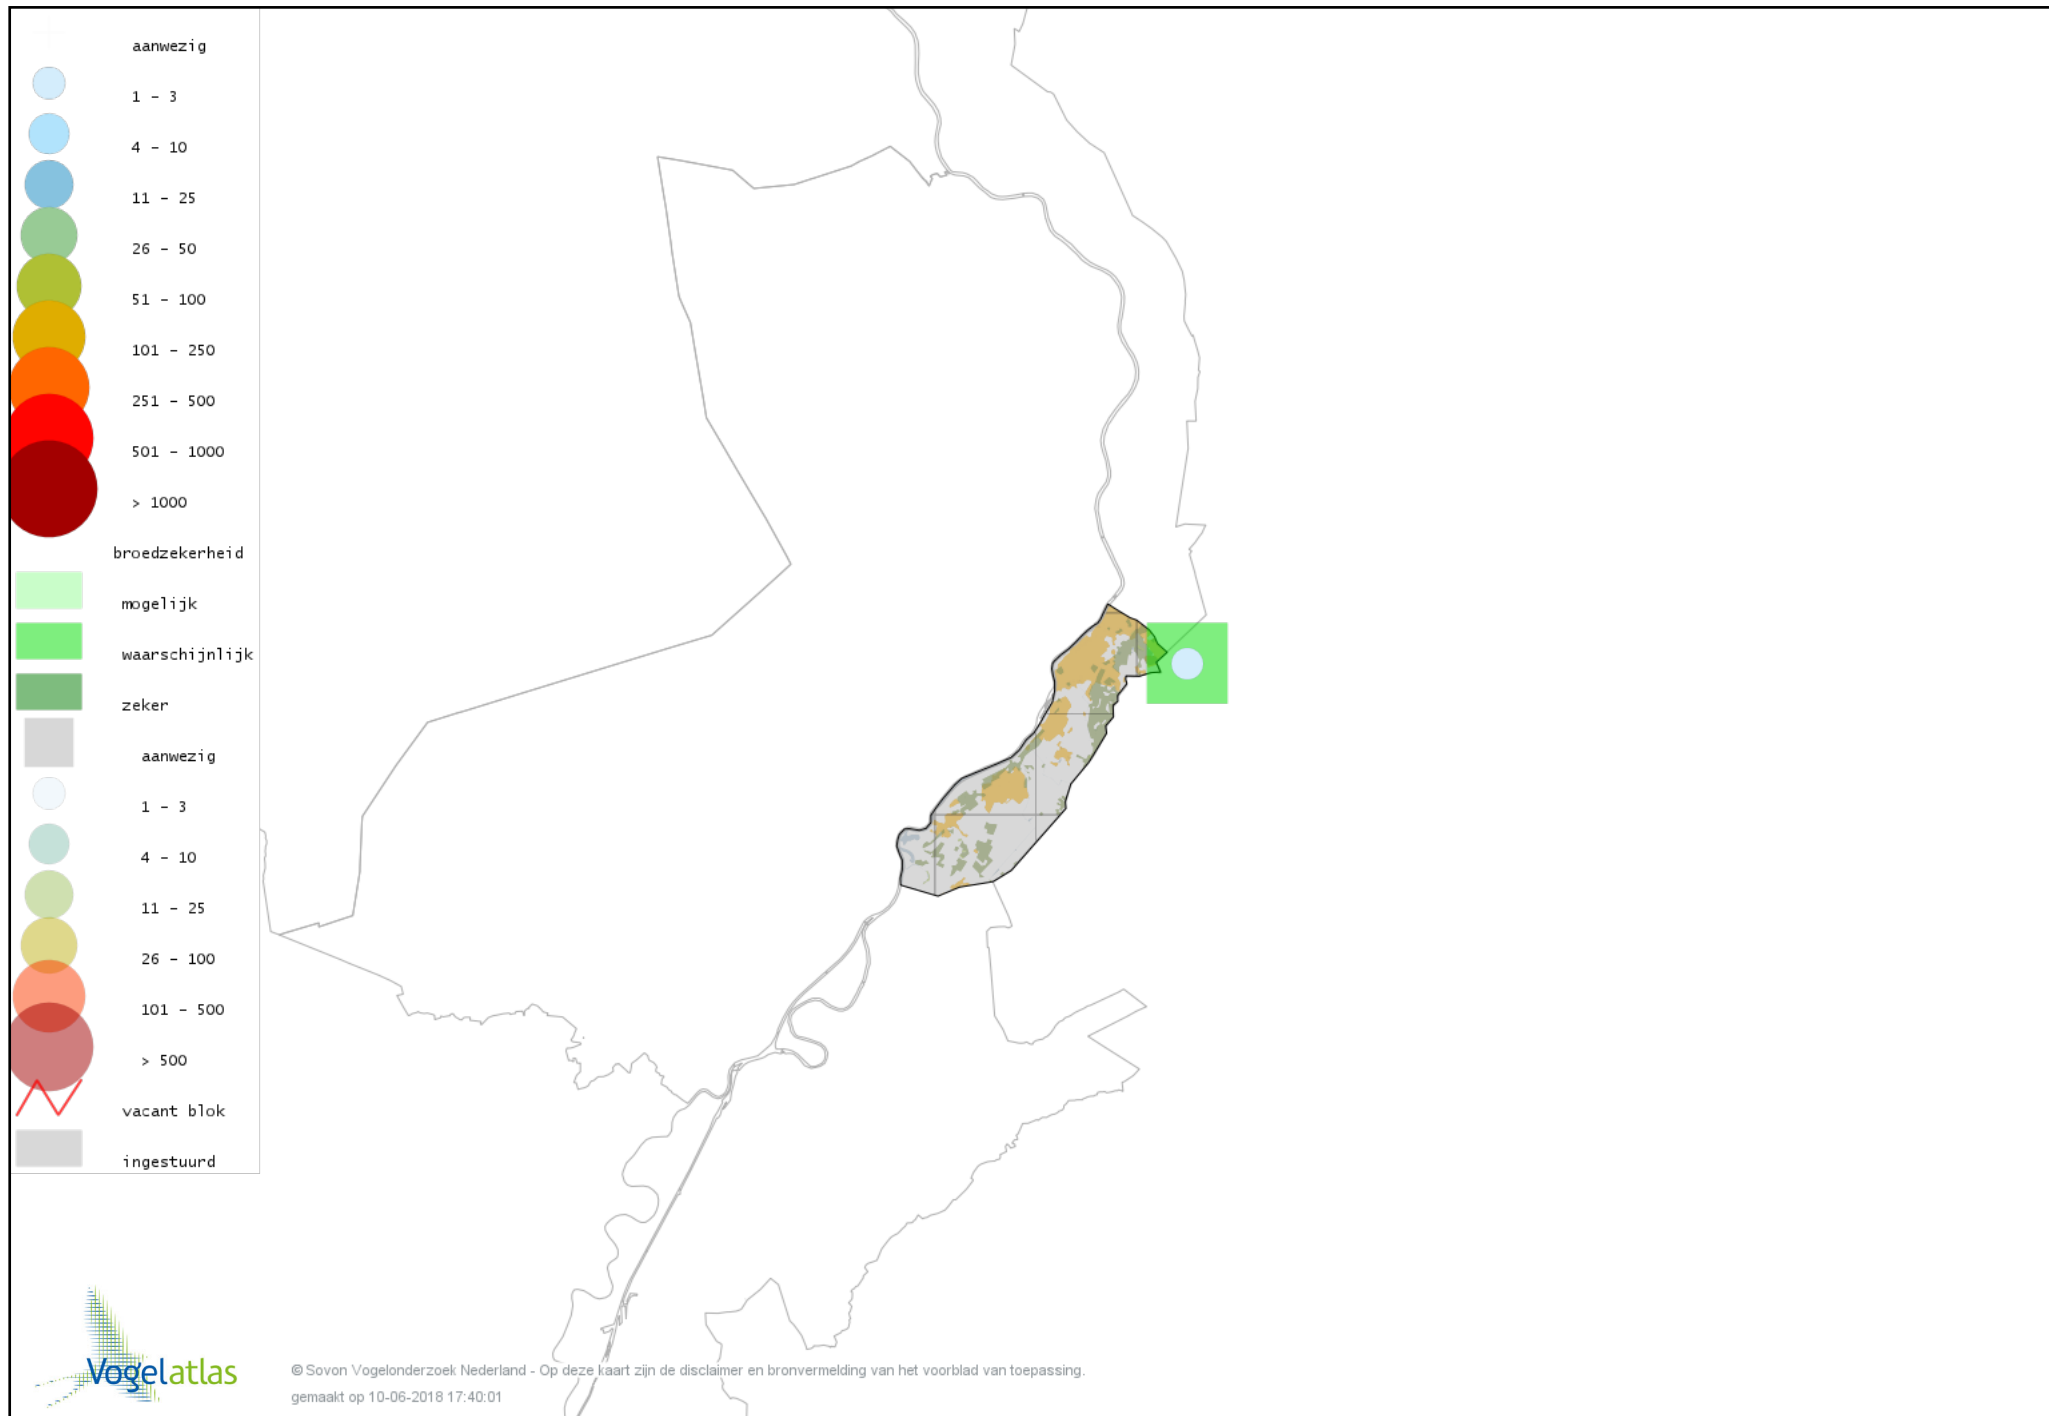 aanwezig
1 - 3
4 - 10
11 - 25
26 - 50
51 - 100
101 - 250
251 - 500
501 - 1000
> 1000
broedzekerheid
mogelijk
waarschijnlijk
zeker
aanwezig
1 - 3
4 - 10
11 - 25
26 - 100
101 - 500
> 500
vacant blok
ingestuurd
Vogelatlas
© Sovon Vogelonderzoek Nederland - Op deze kaart zijn de disclaimer en bronvermelding van het voorblad van toepassing.
gemaakt op 10-06-2018 17:40:01